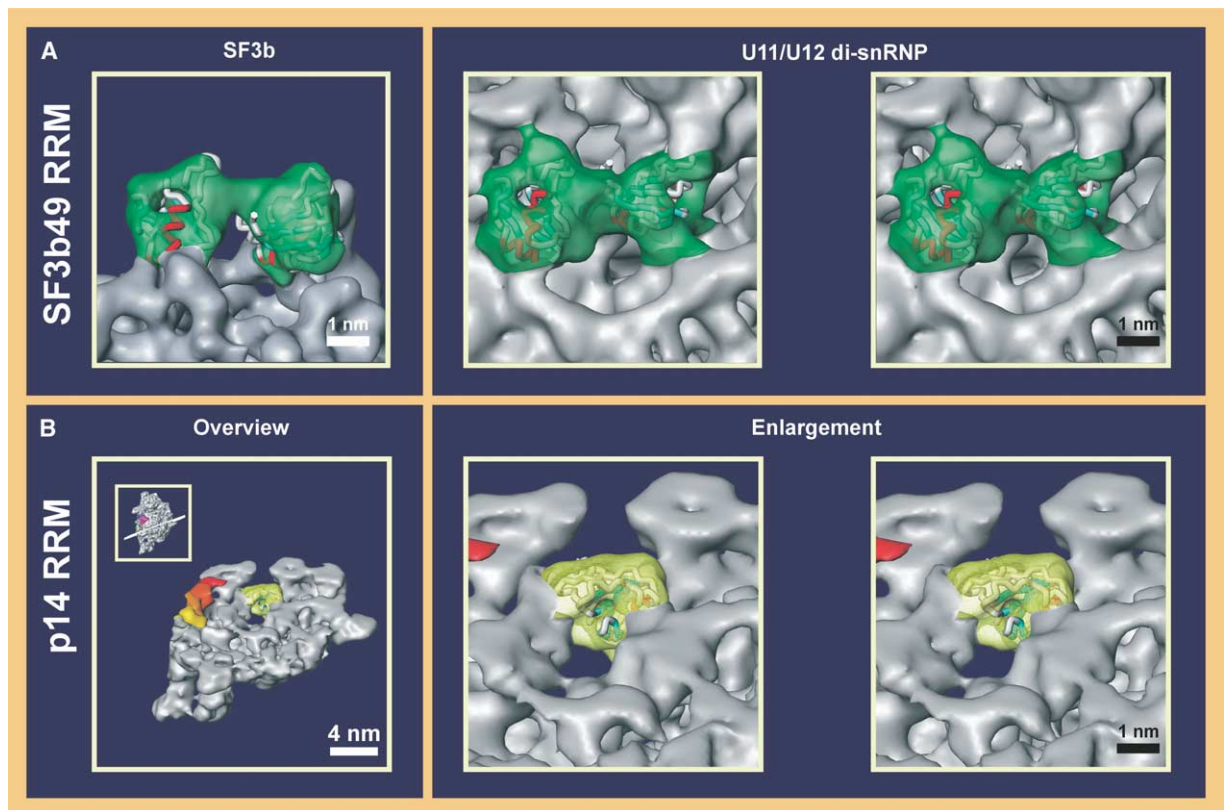 A
SF3b
U11/U12 di-snRNP
SF3b49 RRM
1 nm
1 nm
B
Overview
Enlargement
p14 RRM
4 nm
1 nm